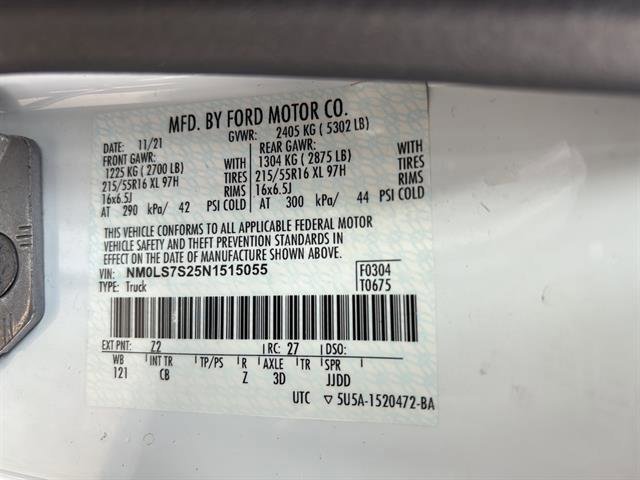 MFD. BY FORD MOTOR CO.
DATE: 11/21 GVWR: 2405 KG ( 5302 LB)
FRONT GAWR: REAR GAWR:
1225 KG ( 2700 LB) WITH 1304 KG ( 2875 LB) WITH
215/55R16 XL 97H TIRES 215/55R16 XL 97H TIRES
16x6.5J RIMS 16x6.5J RIMS
AT 290 kPa/ 42 PSI COLD AT 300 kPa/ 44 PSI COLD
THIS VEHICLE CONFORMS TO ALL APPLICABLE FEDERAL MOTOR
VEHICLE SAFETY AND THEFT PREVENTION STANDARDS IN
EFFECT ON THE DATE OF MANUFACTURE SHOWN ABOVE.
VIN: NM0LS7S25N1515055 F0304
TYPE: Truck T0675
EXT PNT: Z2 RC: 27 DSO:
WB INT TR TP/PS R AXLE TR SPR
121 CB Z 3D JJDD
UTC ▽ 5U5A-1520472-BA